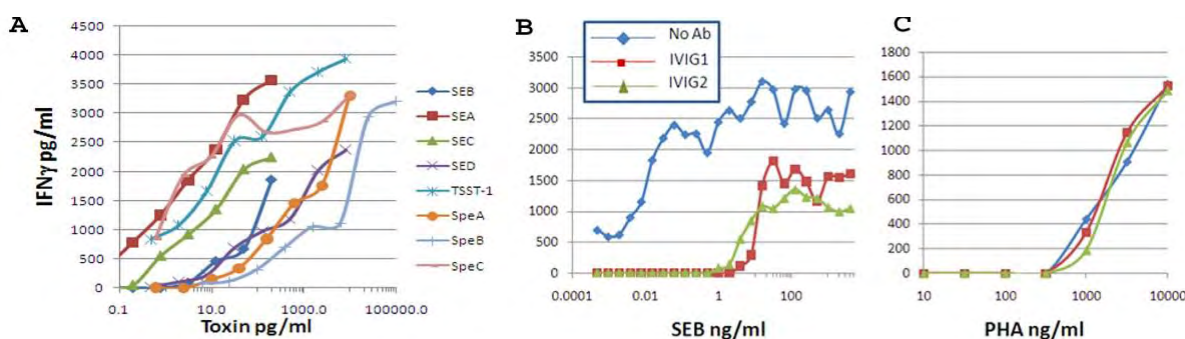 A
IFNγ pg/ml
4500
4000
3500
3000
2500
2000
1500
1000
500
0
0.1
10.0
1000.0
100000.0
Toxin pg/ml
SEB
SEA
SEC
SED
TSST-1
SpeA
SpeB
SpeC
B
No Ab
IVIG1
IVIG2
3500
3000
2500
2000
1500
1000
500
0
0.0001
0.01
1
100
SEB ng/ml
C
1800
1600
1400
1200
1000
800
600
400
200
0
10
100
1000
10000
PHA ng/ml